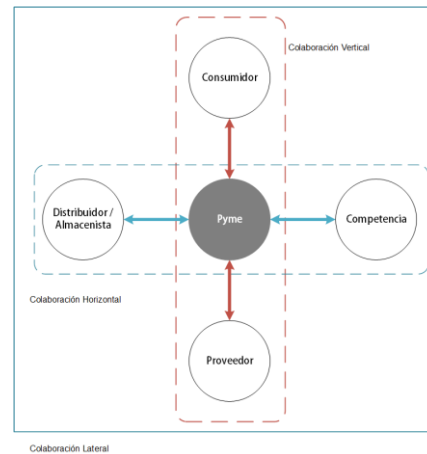 Colaboración Vertical
Consumidor
Distribuidor /
Almacenista
Pyme
Competencia
Colaboración Horizontal
Proveedor
Colaboración Lateral